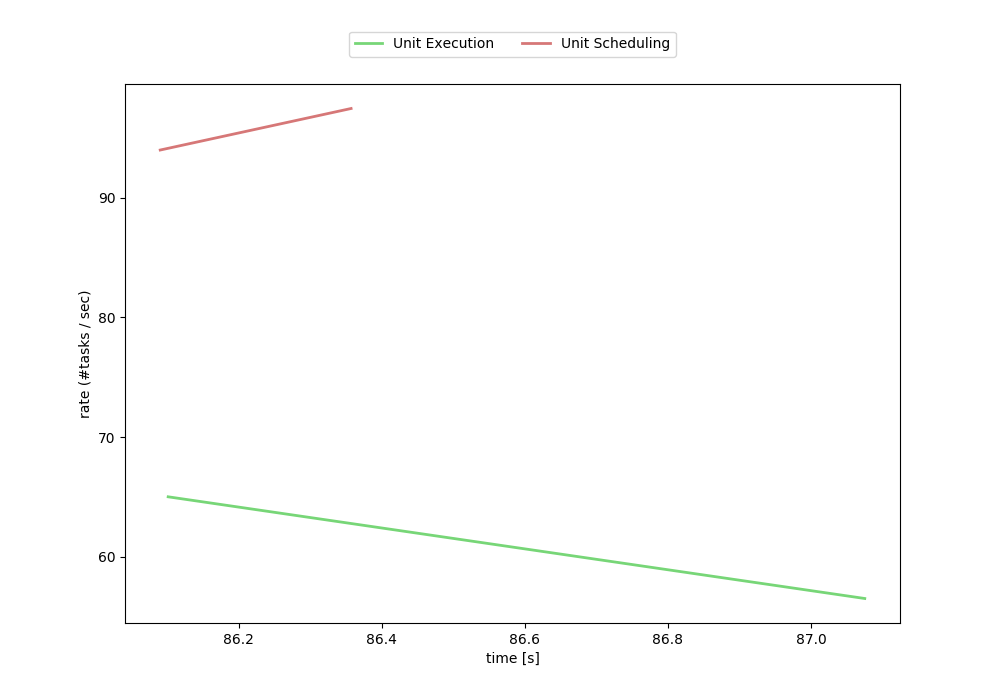 Unit Execution Unit Scheduling
90
80
70
60
rate (#tasks / sec)
86.2 86.4 86.6 86.8 87.0
time [s]